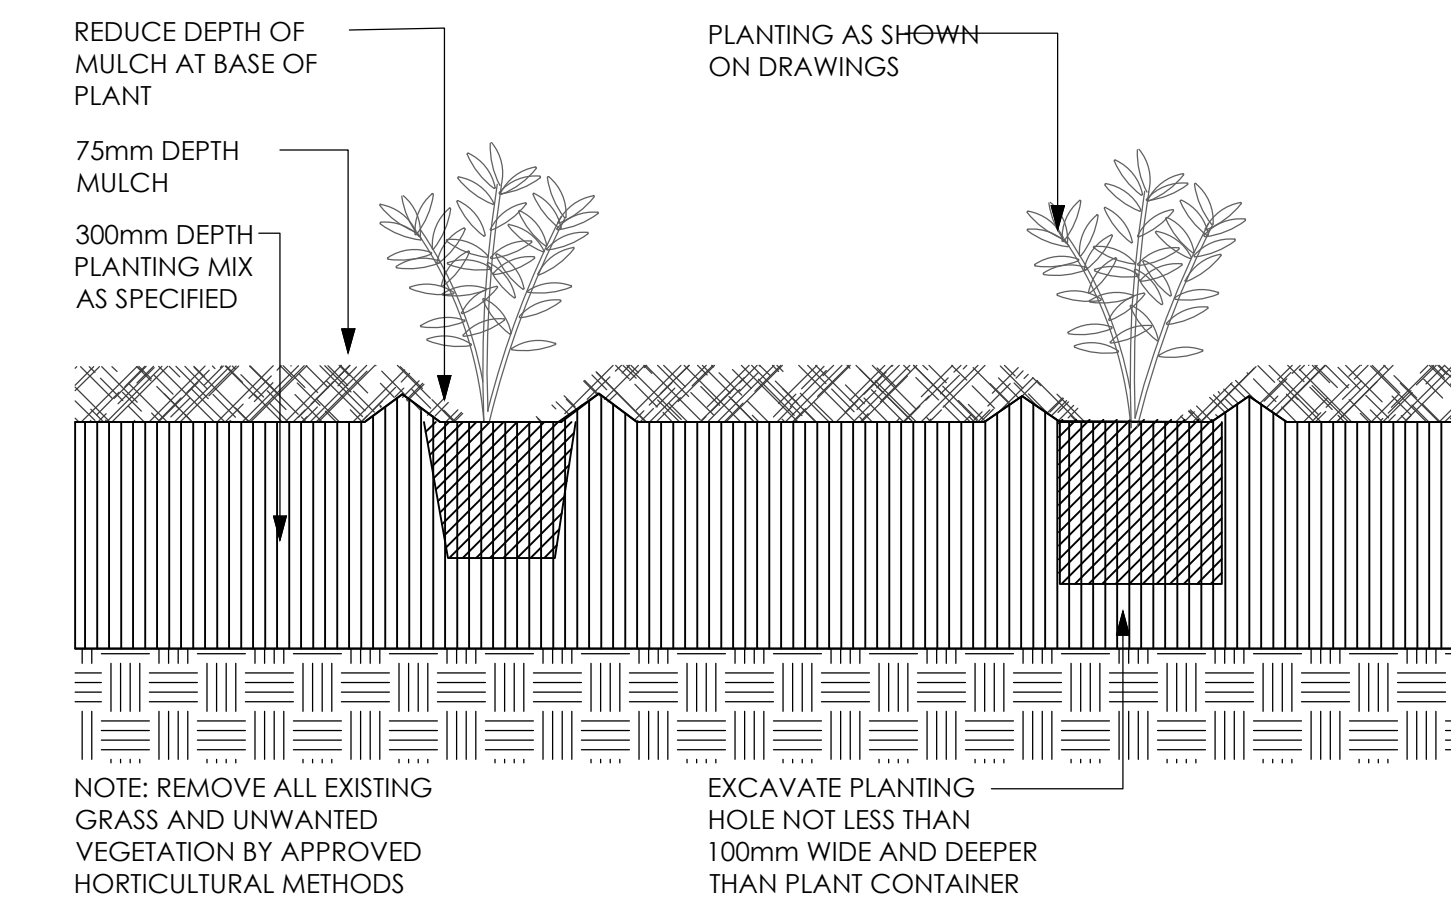 REDUCE DEPTH OF
MULCH AT BASE OF
PLANT
75mm DEPTH
MULCH
300mm DEPTH
PLANTING MIX
AS SPECIFIED
PLANTING AS SHOWN
ON DRAWINGS
NOTE: REMOVE ALL EXISTING
GRASS AND UNWANTED
VEGETATION BY APPROVED
HORTICULTURAL METHODS
EXCAVATE PLANTING
HOLE NOT LESS THAN
100mm WIDE AND DEEPER
THAN PLANT CONTAINER